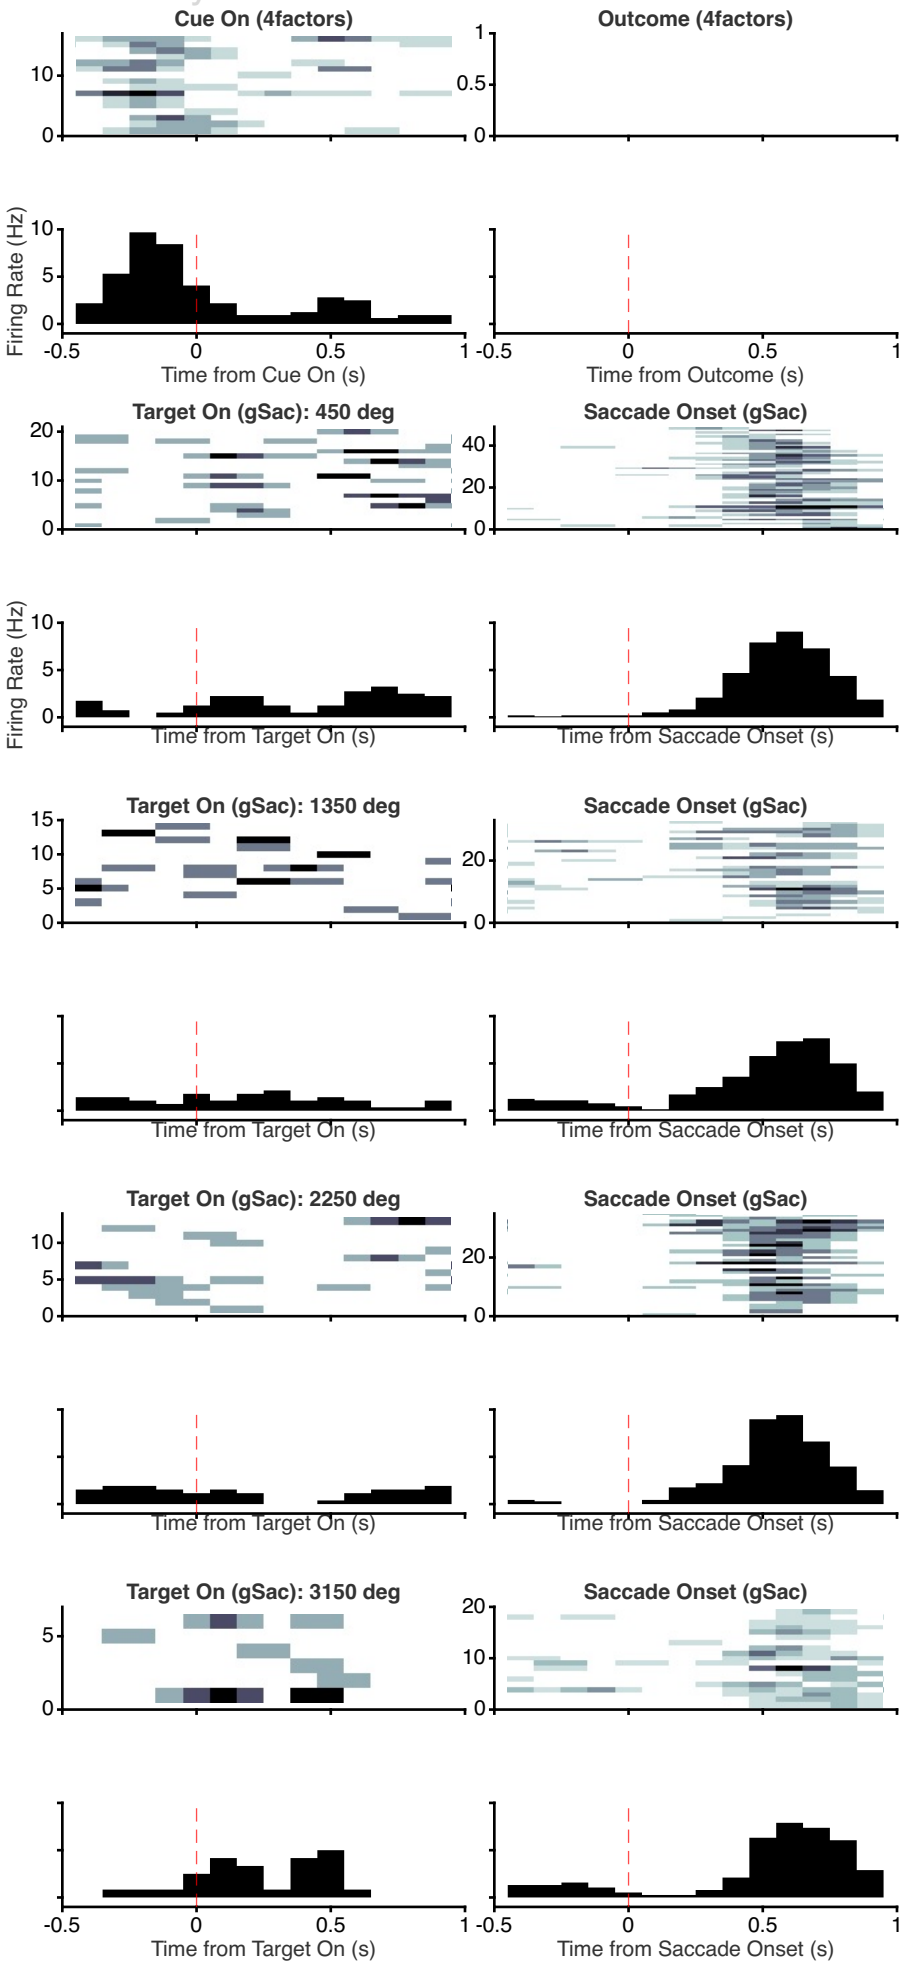 Cue On (4factors) Outcome (4factors)
10
0
1
0.5
0
Firing Rate (Hz)
10
5
0
-0.5 0 0.5 1 -0.5 0 0.5 1
Time from Cue On (s) Time from Outcome (s)
Target On (gSac): 450 deg Saccade Onset (gSac)
20
10
0
40
20
0
Firing Rate (Hz)
10
5
0
Time from Target On (s) Time from Saccade Onset (s)
Target On (gSac): 1350 deg Saccade Onset (gSac)
15
10
5
0
20
0
Time from Target On (s) Time from Saccade Onset (s)
Target On (gSac): 2250 deg Saccade Onset (gSac)
10
5
0
20
0
Time from Target On (s) Time from Saccade Onset (s)
Target On (gSac): 3150 deg Saccade Onset (gSac)
5
0
20
10
0
-0.5 0 0.5 1 -0.5 0 0.5 1
Time from Target On (s) Time from Saccade Onset (s)